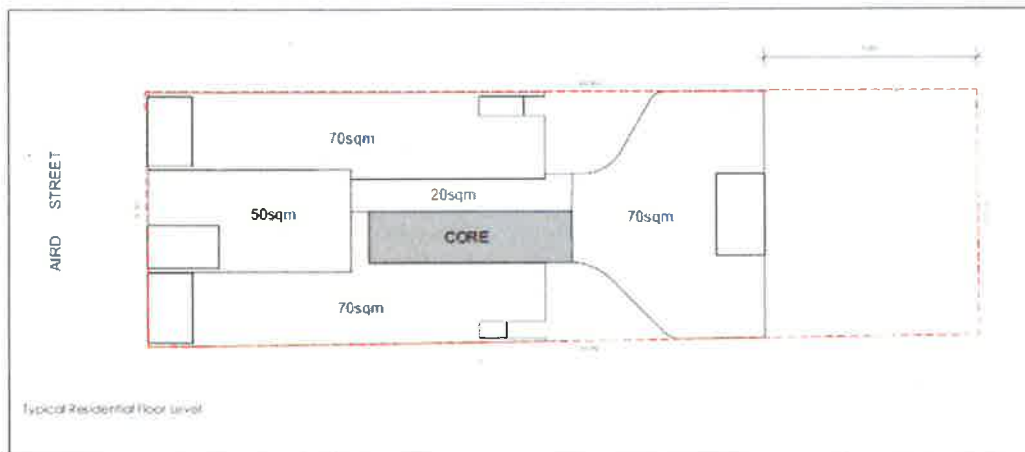 70sqm
20sqm
50sqm
70sqm
CORE
70sqm
AIRD STREET
Typical Residential Floor Level